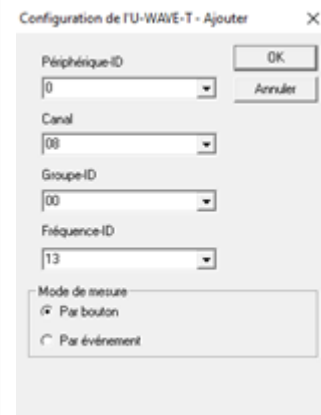 Configuration de l'U-WAVE-T - Ajouter
Périphérique-ID
OK
0
Annuler
Canal
08
Groupe-ID
00
Fréquence-ID
13
Mode de mesure
Par bouton
Par événement